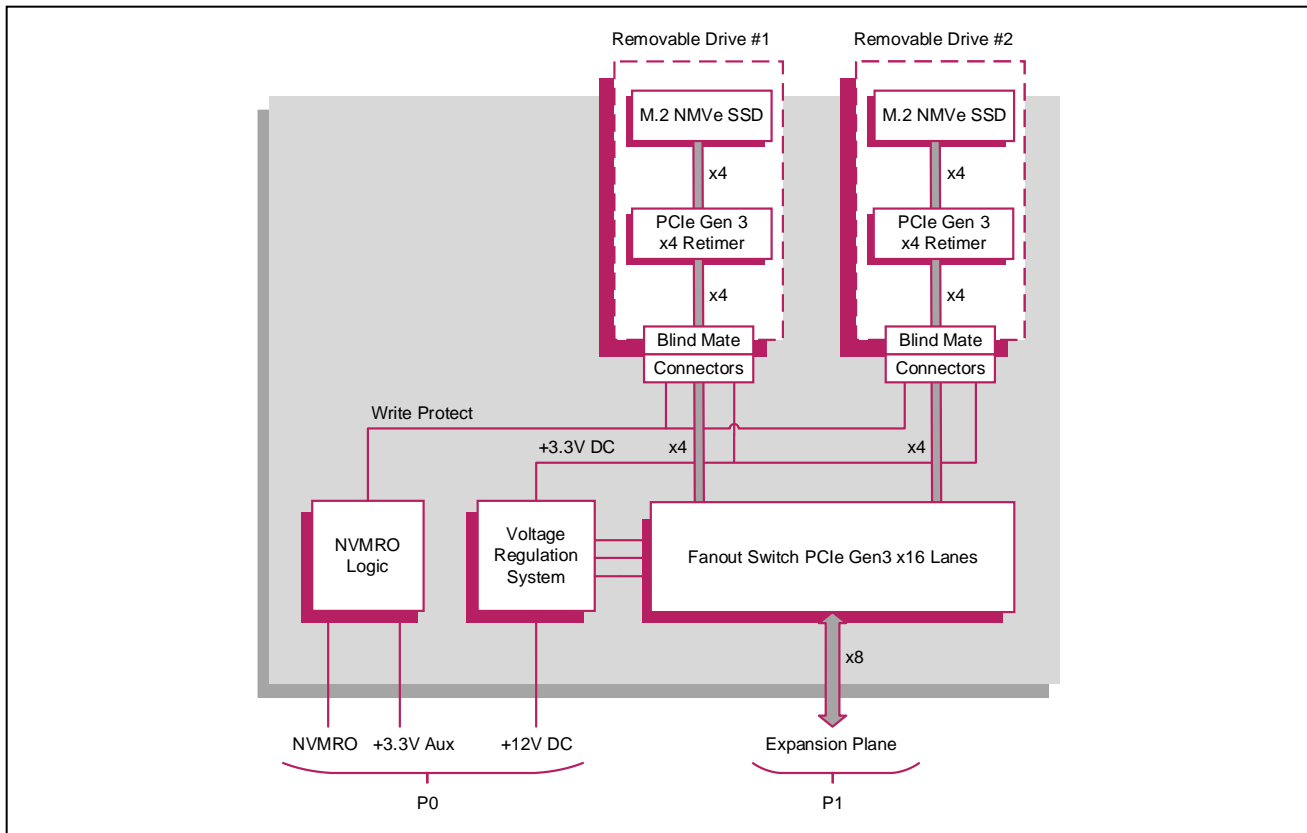 Removable Drive #1
Removable Drive #2
M.2 NMVe SSD
M.2 NMVe SSD
x4
x4
PCIe Gen 3
x4 Retimer
PCIe Gen 3
x4 Retimer
x4
x4
Blind Mate
Blind Mate
Connectors
Connectors
Write Protect
+3.3V DC
x4
x4
NVMRO
Logic
Voltage
Regulation
System
Fanout Switch PCIe Gen3 x16 Lanes
x8
NVMRO
+3.3V Aux
+12V DC
Expansion Plane
P0
P1